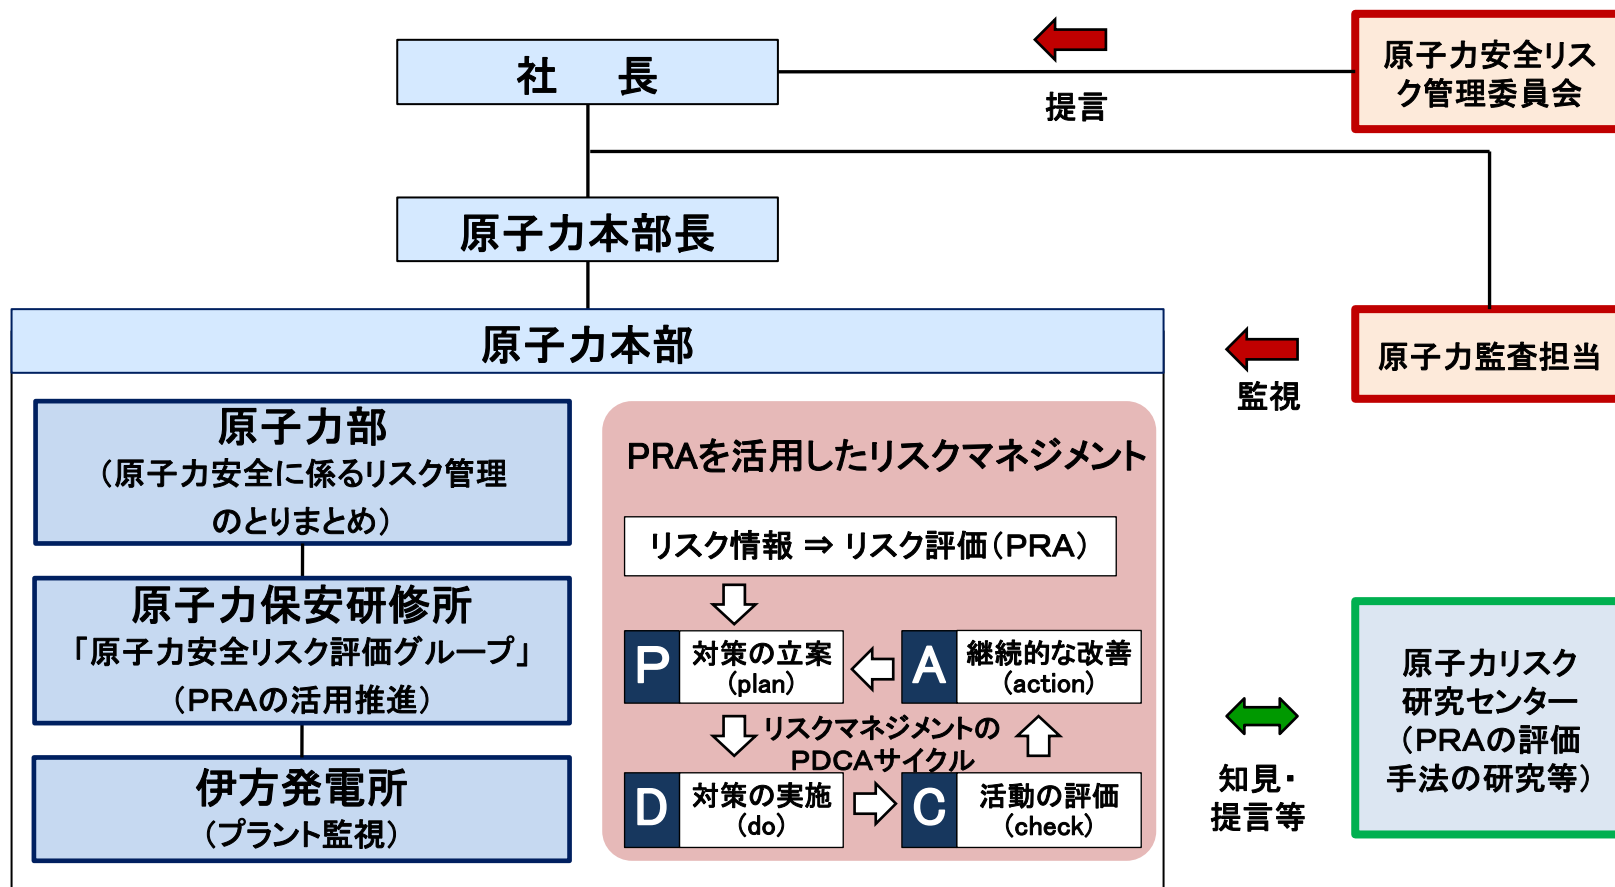 社　長
提言
原子力安全リス
ク管理委員会
原子力本部長
原子力本部
監視
原子力監査担当
原子力部
（原子力安全に係るリスク管理
のとりまとめ）
原子力保安研修所
「原子力安全リスク評価グループ」
（PRAの活用推進）
伊方発電所
（プラント監視）
PRAを活用したリスクマネジメント
リスク情報 ⇒ リスク評価（PRA）
P
対策の立案
(plan)
A
継続的な改善
(action)
リスクマネジメントの
PDCAサイクル
D
対策の実施
(do)
C
活動の評価
(check)
知見・
提言等
原子力リスク
研究センター
（PRAの評価
手法の研究等）